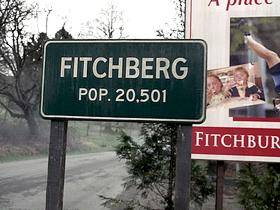 FITCHBERG
POP. 20,501
A place
FITCHBUR